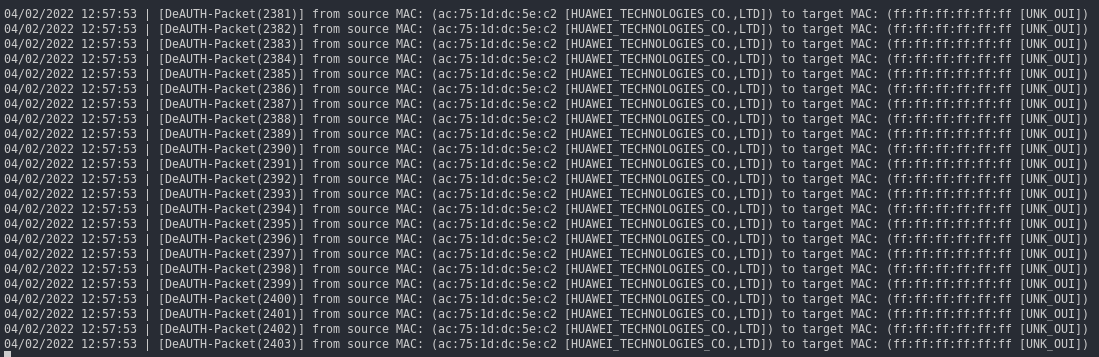 04/02/2022 12:57:53 | [DeAUTH-Packet(2381)] from source MAC: (ac:75:1d:dc:5e:c2 [HUAWEI_TECHNOLOGIES_CO.,LTD]) to target MAC: (ff:ff:ff:ff:ff:ff [UNK_OUI])
04/02/2022 12:57:53 | [DeAUTH-Packet(2382)] from source MAC: (ac:75:1d:dc:5e:c2 [HUAWEI_TECHNOLOGIES_CO.,LTD]) to target MAC: (ff:ff:ff:ff:ff:ff [UNK_OUI])
04/02/2022 12:57:53 | [DeAUTH-Packet(2383)] from source MAC: (ac:75:1d:dc:5e:c2 [HUAWEI_TECHNOLOGIES_CO.,LTD]) to target MAC: (ff:ff:ff:ff:ff:ff [UNK_OUI])
04/02/2022 12:57:53 | [DeAUTH-Packet(2384)] from source MAC: (ac:75:1d:dc:5e:c2 [HUAWEI_TECHNOLOGIES_CO.,LTD]) to target MAC: (ff:ff:ff:ff:ff:ff [UNK_OUI])
04/02/2022 12:57:53 | [DeAUTH-Packet(2385)] from source MAC: (ac:75:1d:dc:5e:c2 [HUAWEI_TECHNOLOGIES_CO.,LTD]) to target MAC: (ff:ff:ff:ff:ff:ff [UNK_OUI])
04/02/2022 12:57:53 | [DeAUTH-Packet(2386)] from source MAC: (ac:75:1d:dc:5e:c2 [HUAWEI_TECHNOLOGIES_CO.,LTD]) to target MAC: (ff:ff:ff:ff:ff:ff [UNK_OUI])
04/02/2022 12:57:53 | [DeAUTH-Packet(2387)] from source MAC: (ac:75:1d:dc:5e:c2 [HUAWEI_TECHNOLOGIES_CO.,LTD]) to target MAC: (ff:ff:ff:ff:ff:ff [UNK_OUI])
04/02/2022 12:57:53 | [DeAUTH-Packet(2388)] from source MAC: (ac:75:1d:dc:5e:c2 [HUAWEI_TECHNOLOGIES_CO.,LTD]) to target MAC: (ff:ff:ff:ff:ff:ff [UNK_OUI])
04/02/2022 12:57:53 | [DeAUTH-Packet(2389)] from source MAC: (ac:75:1d:dc:5e:c2 [HUAWEI_TECHNOLOGIES_CO.,LTD]) to target MAC: (ff:ff:ff:ff:ff:ff [UNK_OUI])
04/02/2022 12:57:53 | [DeAUTH-Packet(2390)] from source MAC: (ac:75:1d:dc:5e:c2 [HUAWEI_TECHNOLOGIES_CO.,LTD]) to target MAC: (ff:ff:ff:ff:ff:ff [UNK_OUI])
04/02/2022 12:57:53 | [DeAUTH-Packet(2391)] from source MAC: (ac:75:1d:dc:5e:c2 [HUAWEI_TECHNOLOGIES_CO.,LTD]) to target MAC: (ff:ff:ff:ff:ff:ff [UNK_OUI])
04/02/2022 12:57:53 | [DeAUTH-Packet(2392)] from source MAC: (ac:75:1d:dc:5e:c2 [HUAWEI_TECHNOLOGIES_CO.,LTD]) to target MAC: (ff:ff:ff:ff:ff:ff [UNK_OUI])
04/02/2022 12:57:53 | [DeAUTH-Packet(2393)] from source MAC: (ac:75:1d:dc:5e:c2 [HUAWEI_TECHNOLOGIES_CO.,LTD]) to target MAC: (ff:ff:ff:ff:ff:ff [UNK_OUI])
04/02/2022 12:57:53 | [DeAUTH-Packet(2394)] from source MAC: (ac:75:1d:dc:5e:c2 [HUAWEI_TECHNOLOGIES_CO.,LTD]) to target MAC: (ff:ff:ff:ff:ff:ff [UNK_OUI])
04/02/2022 12:57:53 | [DeAUTH-Packet(2395)] from source MAC: (ac:75:1d:dc:5e:c2 [HUAWEI_TECHNOLOGIES_CO.,LTD]) to target MAC: (ff:ff:ff:ff:ff:ff [UNK_OUI])
04/02/2022 12:57:53 | [DeAUTH-Packet(2396)] from source MAC: (ac:75:1d:dc:5e:c2 [HUAWEI_TECHNOLOGIES_CO.,LTD]) to target MAC: (ff:ff:ff:ff:ff:ff [UNK_OUI])
04/02/2022 12:57:53 | [DeAUTH-Packet(2397)] from source MAC: (ac:75:1d:dc:5e:c2 [HUAWEI_TECHNOLOGIES_CO.,LTD]) to target MAC: (ff:ff:ff:ff:ff:ff [UNK_OUI])
04/02/2022 12:57:53 | [DeAUTH-Packet(2398)] from source MAC: (ac:75:1d:dc:5e:c2 [HUAWEI_TECHNOLOGIES_CO.,LTD]) to target MAC: (ff:ff:ff:ff:ff:ff [UNK_OUI])
04/02/2022 12:57:53 | [DeAUTH-Packet(2399)] from source MAC: (ac:75:1d:dc:5e:c2 [HUAWEI_TECHNOLOGIES_CO.,LTD]) to target MAC: (ff:ff:ff:ff:ff:ff [UNK_OUI])
04/02/2022 12:57:53 | [DeAUTH-Packet(2400)] from source MAC: (ac:75:1d:dc:5e:c2 [HUAWEI_TECHNOLOGIES_CO.,LTD]) to target MAC: (ff:ff:ff:ff:ff:ff [UNK_OUI])
04/02/2022 12:57:53 | [DeAUTH-Packet(2401)] from source MAC: (ac:75:1d:dc:5e:c2 [HUAWEI_TECHNOLOGIES_CO.,LTD]) to target MAC: (ff:ff:ff:ff:ff:ff [UNK_OUI])
04/02/2022 12:57:53 | [DeAUTH-Packet(2402)] from source MAC: (ac:75:1d:dc:5e:c2 [HUAWEI_TECHNOLOGIES_CO.,LTD]) to target MAC: (ff:ff:ff:ff:ff:ff [UNK_OUI])
04/02/2022 12:57:53 | [DeAUTH-Packet(2403)] from source MAC: (ac:75:1d:dc:5e:c2 [HUAWEI_TECHNOLOGIES_CO.,LTD]) to target MAC: (ff:ff:ff:ff:ff:ff [UNK_OUI])